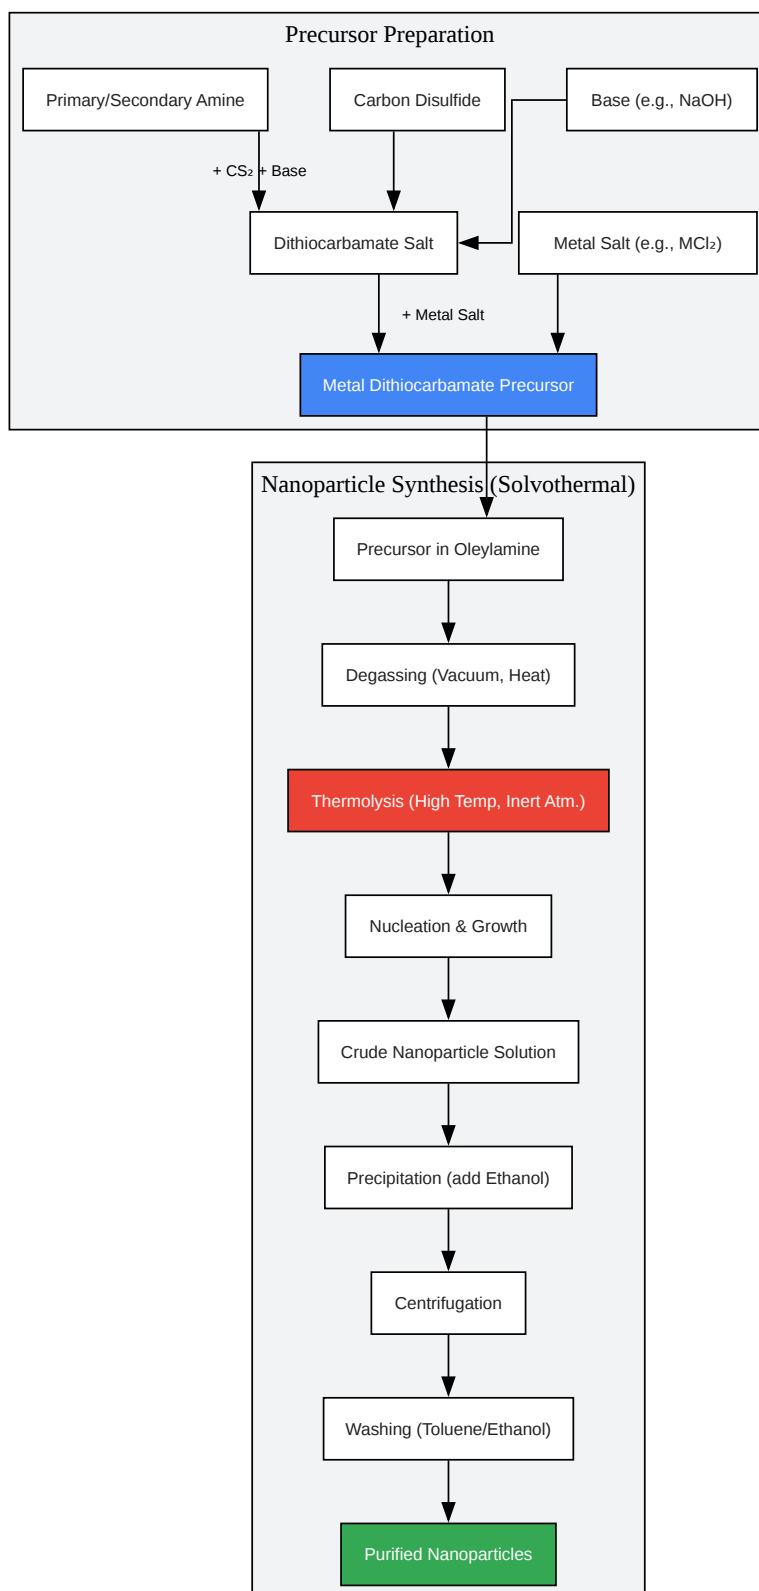 Precursor Preparation
Primary/Secondary Amine
Carbon Disulfide
Base (e.g., NaOH)
+ CS₂ + Base
Dithiocarbamate Salt
Metal Salt (e.g., MCl₂)
+ Metal Salt
Metal Dithiocarbamate Precursor
Nanoparticle Synthesis (Solvothermal)
Precursor in Oleylamine
Degassing (Vacuum, Heat)
Thermolysis (High Temp, Inert Atm.)
Nucleation & Growth
Crude Nanoparticle Solution
Precipitation (add Ethanol)
Centrifugation
Washing (Toluene/Ethanol)
Purified Nanoparticles